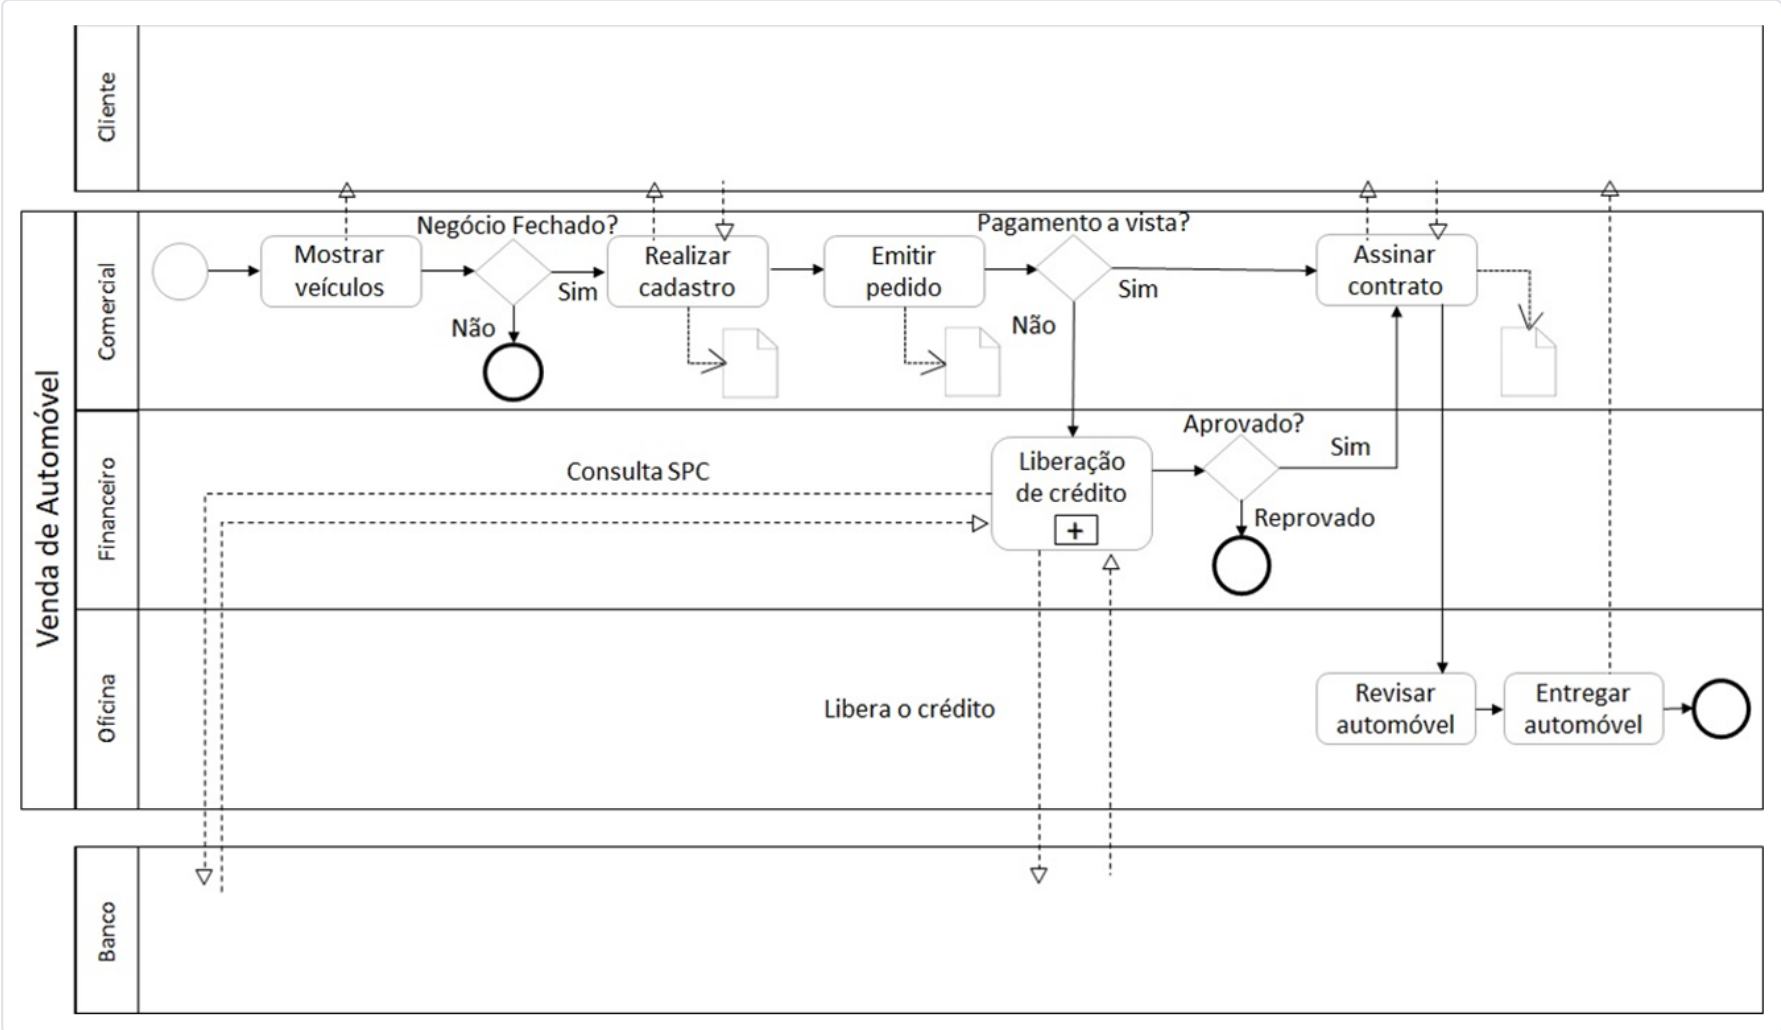 Cliente
Venda de Automóvel
Comercial
Mostrar
veículos
Negócio Fechado?
Sim
Não
Realizar
cadastro
Emitir
pedido
Pagamento a vista?
Sim
Não
Assinar
contrato
Financeiro
Consulta SPC
Liberação
de crédito
+
Aprovado?
Sim
Reprovado
Oficina
Libera o crédito
Revisar
automóvel
Entregar
automóvel
Banco